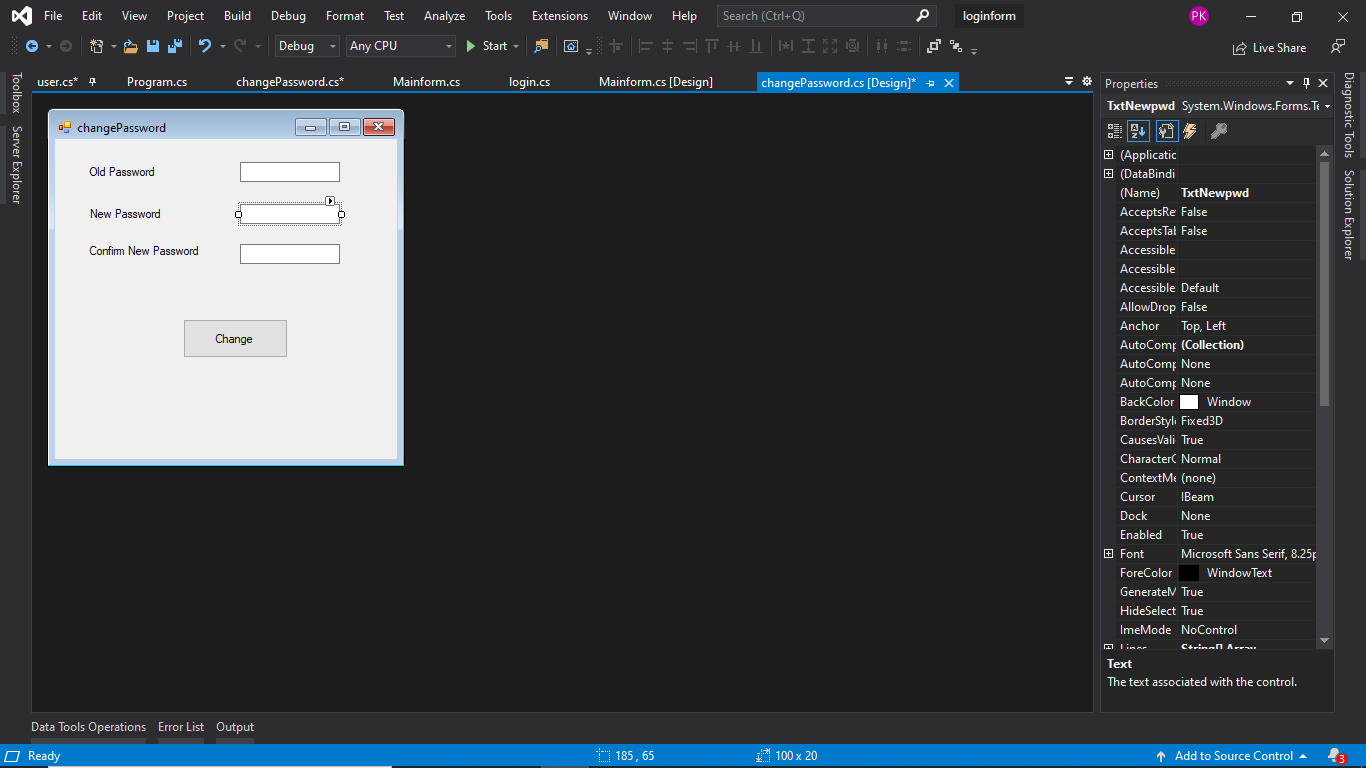 File Edit View Project Build Debug Format Test Analyze Tools Extensions Window Help Search (Ctrl+Q) loginform PK
Debug Any CPU Start Live Share
user.cs* Program.cs changePassword.cs* Mainform.cs login.cs Mainform.cs [Design] changePassword.cs [Design]*
Toolbox
Server Explorer
changePassword
Old Password
New Password
Confirm New Password
Change
Properties
TxtNewpwd System.Windows.Forms.Te
(Applicatic
(DataBindi
(Name) TxtNewpwd
AcceptsRe False
AcceptsTab False
Accessible
Accessible
Accessible Default
AllowDrop False
Anchor Top, Left
AutoComp (Collection)
AutoComp None
AutoComp None
BackColor Window
BorderStyle Fixed3D
CausesVali True
CharacterC Normal
ContextMe (none)
Cursor IBeam
Dock None
Enabled True
Font Microsoft Sans Serif, 8.25p
ForeColor WindowText
GenerateM True
HideSelect True
ImeMode NoControl
Lines String[] Array
Text
The text associated with the control.
Diagnostic Tools
Solution Explorer
Data Tools Operations Error List Output
Ready 185 , 65 100 x 20 Add to Source Control 3